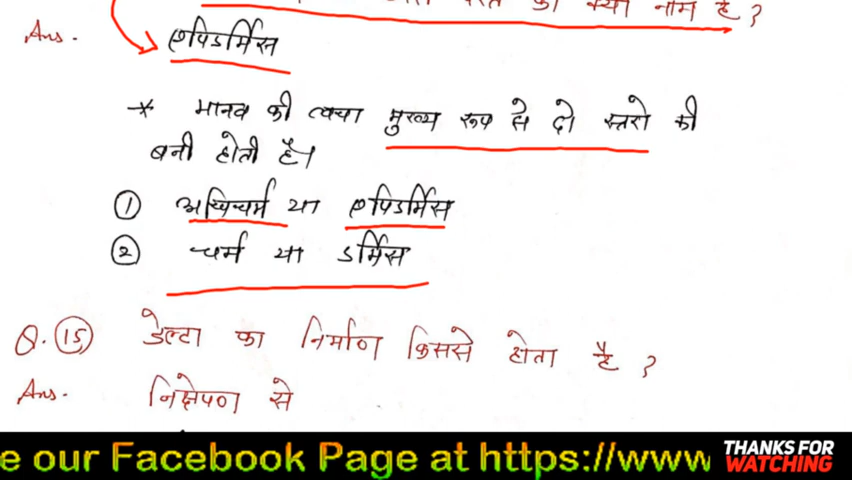 का क्या नाम है?
Ans. एपिडर्मिस
* मानव की त्वचा मुख्य रूप से दो स्तरो की
बनी होती है।
① अधिचर्म या एपिडर्मिस
② चर्म या डर्मिस
Q. ⑮ डेल्टा का निर्माण किससे होता है?
Ans. निक्षेपण से
e our Facebook Page at https://www
THANKS FOR
WATCHING